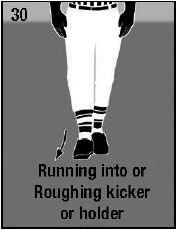 30
Running into or
Roughing kicker
or holder